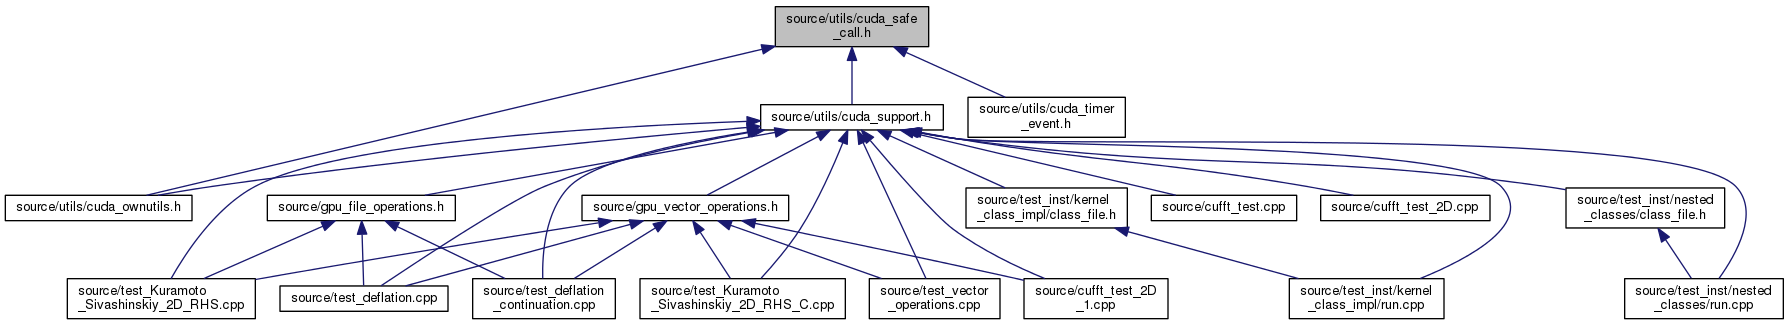 source/utils/cuda_safe
_call.h
source/utils/cuda_support.h
source/utils/cuda_timer
_event.h
source/utils/cuda_ownutils.h
source/gpu_file_operations.h
source/gpu_vector_operations.h
source/test_inst/kernel
_class_impl/class_file.h
source/cufft_test.cpp
source/cufft_test_2D.cpp
source/test_inst/nested
_classes/class_file.h
source/test_Kuramoto
_Sivashinskiy_2D_RHS.cpp
source/test_deflation.cpp
source/test_deflation
_continuation.cpp
source/test_Kuramoto
_Sivashinskiy_2D_RHS_C.cpp
source/test_vector
_operations.cpp
source/cufft_test_2D
_1.cpp
source/test_inst/kernel
_class_impl/run.cpp
source/test_inst/nested
_classes/run.cpp